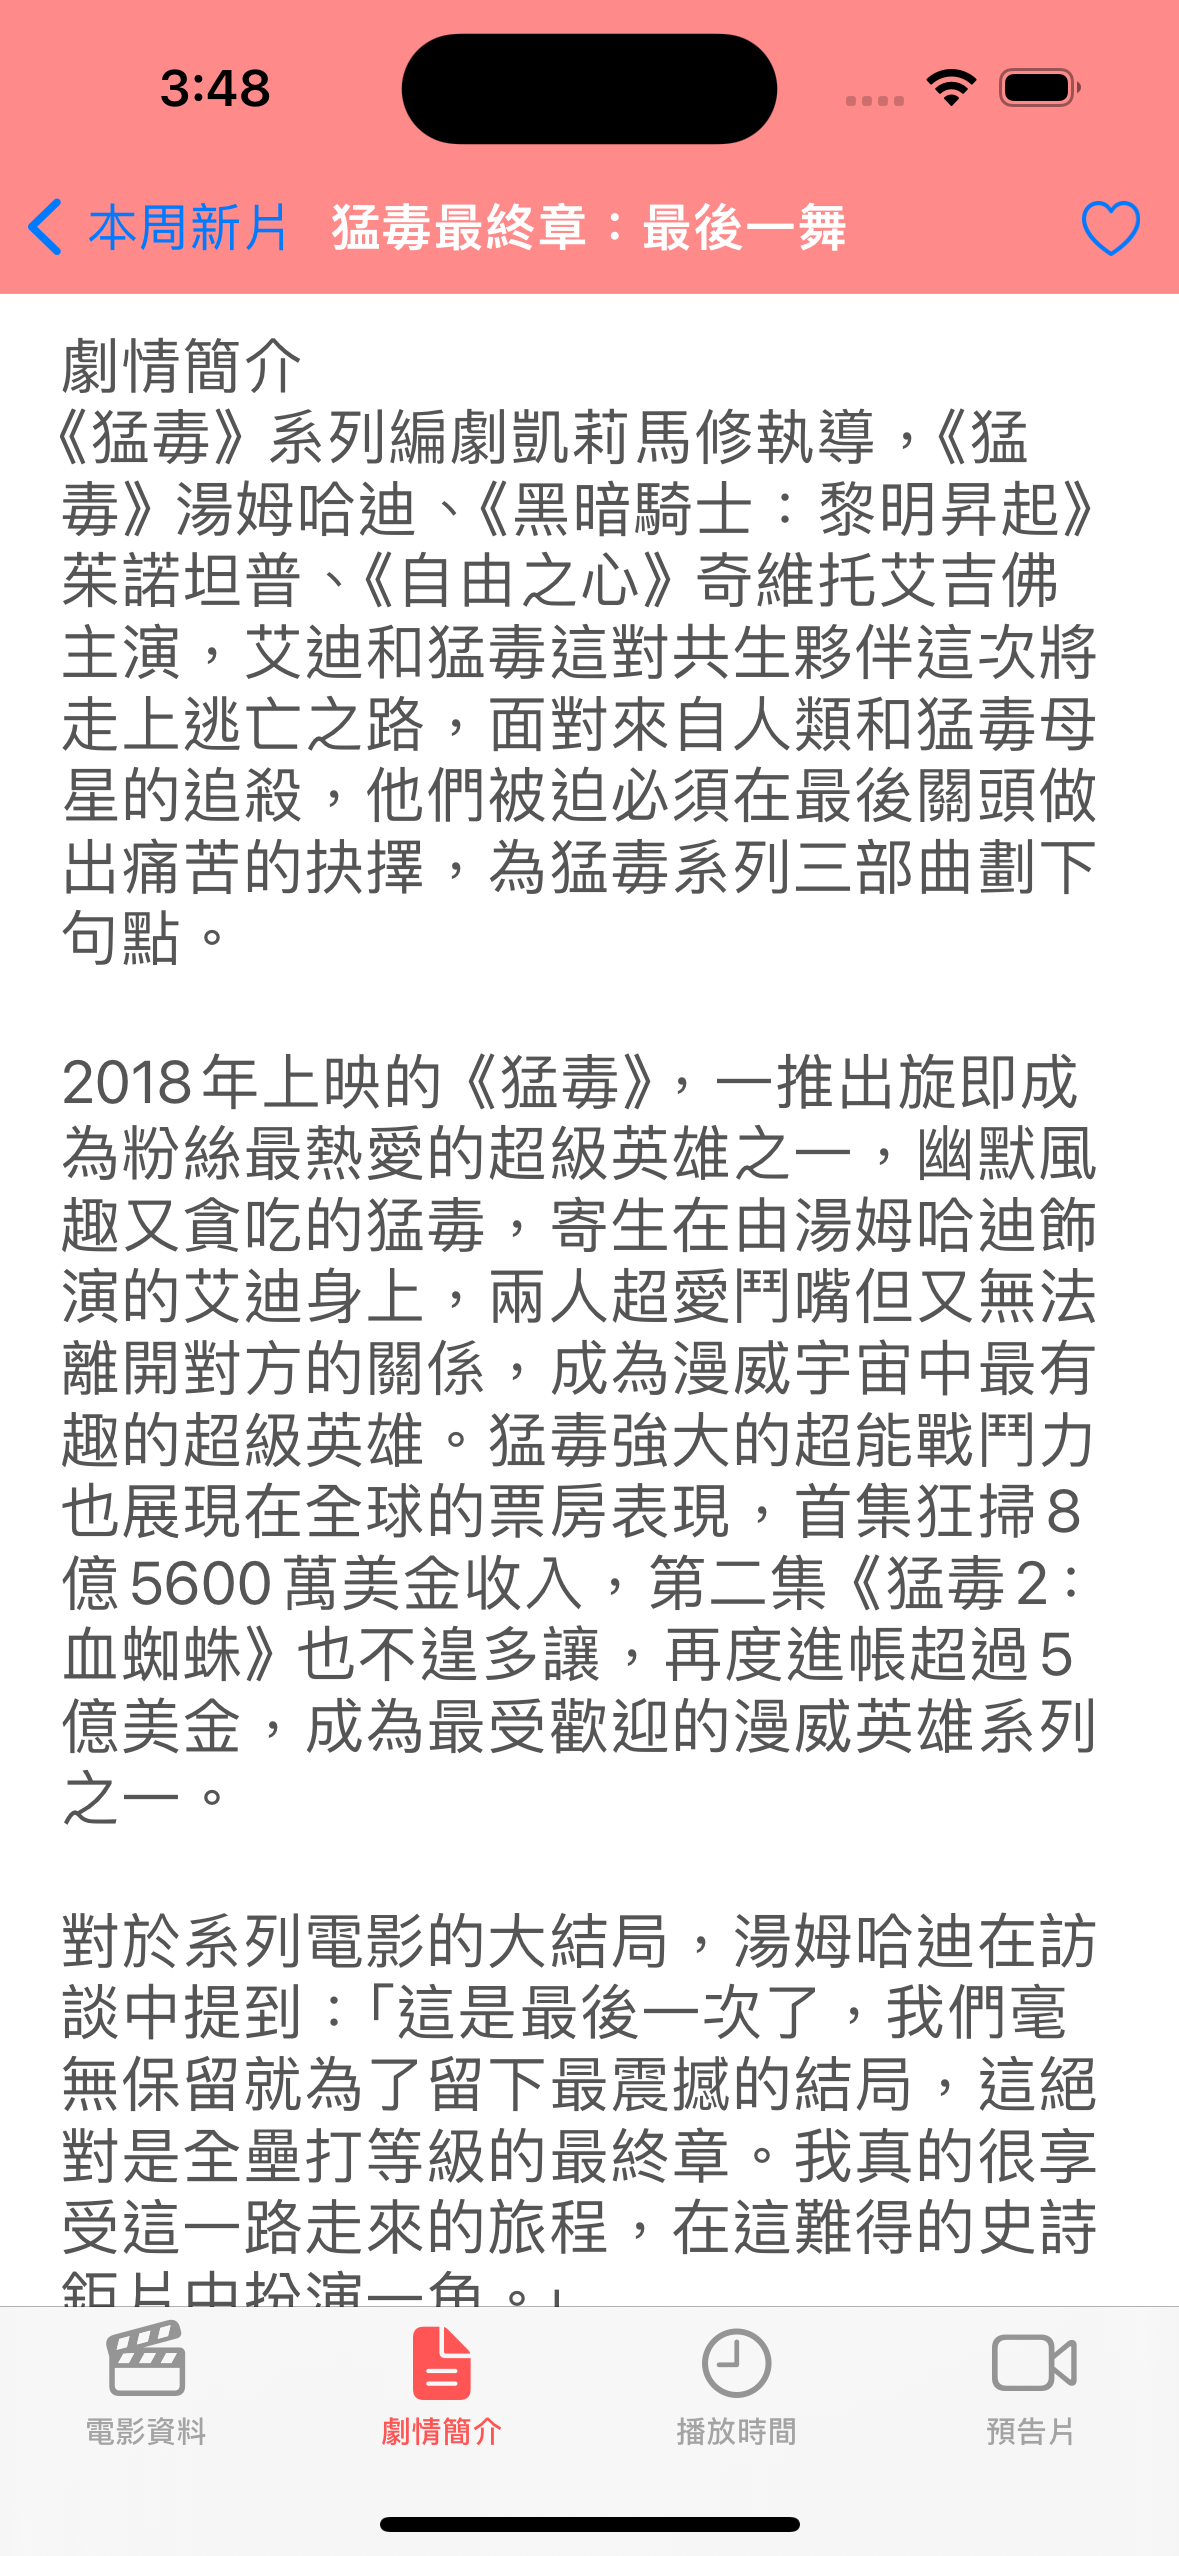 3:48
本周新片 猛毒最終章：最後一舞
劇情簡介
《猛毒》系列編劇凱莉馬修執導，《猛
毒》湯姆哈迪、《黑暗騎士：黎明昇起》
茱諾坦普、《自由之心》奇維托艾吉佛
主演，艾迪和猛毒這對共生夥伴這次將
走上逃亡之路，面對來自人類和猛毒母
星的追殺，他們被迫必須在最後關頭做
出痛苦的抉擇，為猛毒系列三部曲劃下
句點。
2018年上映的《猛毒》，一推出旋即成
為粉絲最熱愛的超級英雄之一，幽默風
趣又貪吃的猛毒，寄生在由湯姆哈迪飾
演的艾迪身上，兩人超愛鬥嘴但又無法
離開對方的關係，成為漫威宇宙中最有
趣的超級英雄。猛毒強大的超能戰鬥力
也展現在全球的票房表現，首集狂掃8
億5600萬美金收入，第二集《猛毒2：
血蜘蛛》也不遑多讓，再度進帳超過5
億美金，成為最受歡迎的漫威英雄系列
之一。
對於系列電影的大結局，湯姆哈迪在訪
談中提到：「這是最後一次了，我們毫
無保留就為了留下最震撼的結局，這絕
對是全壘打等級的最終章。我真的很享
受這一路走來的旅程，在這難得的史詩
鉅片中扮演一角。」
電影資料
劇情簡介
播放時間
預告片